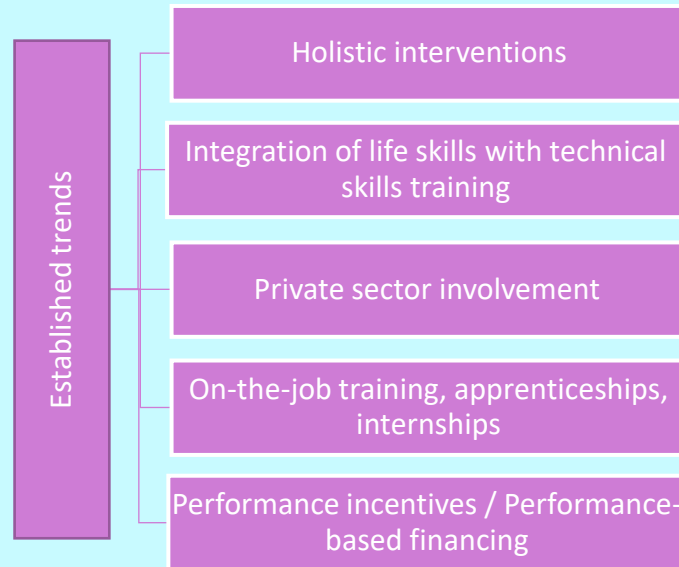 Established trends
Holistic interventions
Integration of life skills with technical
skills training
Private sector involvement
On-the-job training, apprenticeships,
internships
Performance incentives / Performance-
based financing